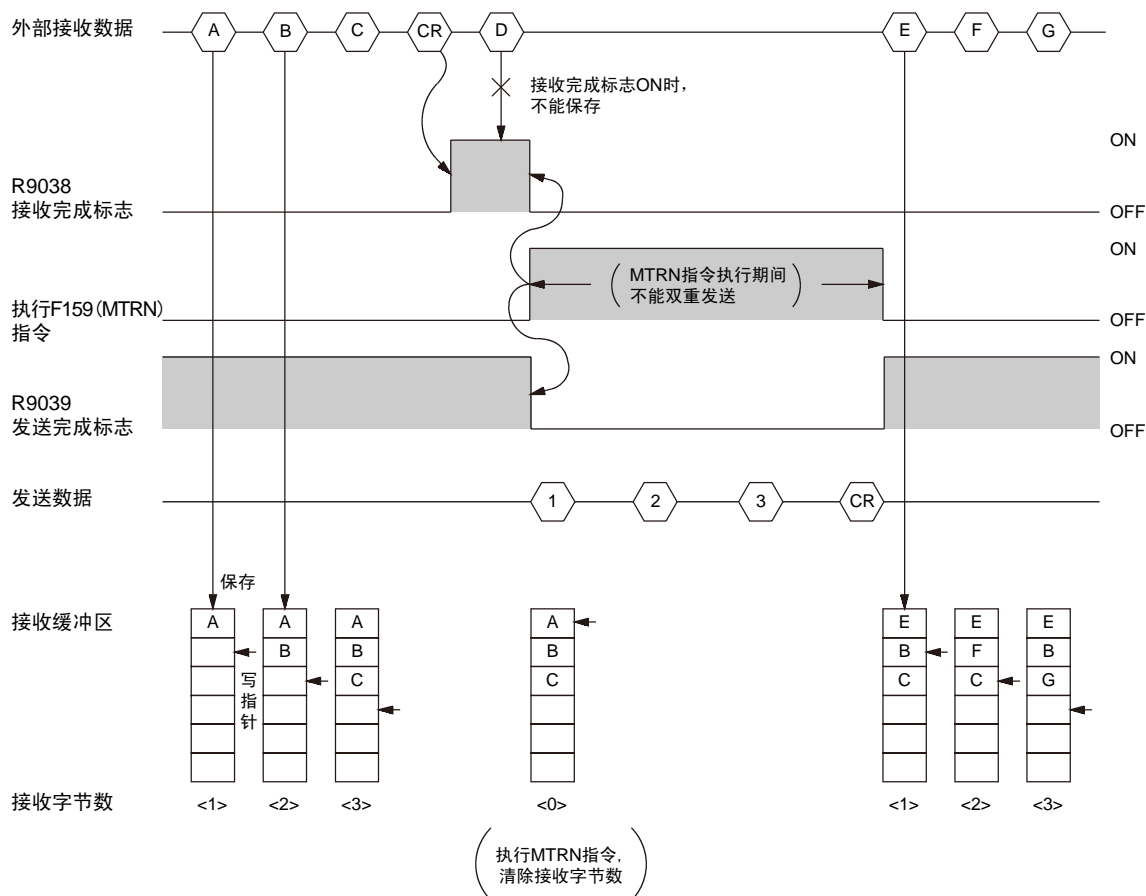 外部接收数据 A B C CR D E F G
接收完成标志ON时，
不能保存
ON
R9038
接收完成标志
OFF
ON
MTRN指令执行期间
不能双重发送
执行F159(MTRN)
指令
OFF
ON
R9039
发送完成标志
OFF
发送数据 1 2 3 CR
保存
接收缓冲区 A A A A E E E
B B B B F B
C C C C G
写指针
接收字节数 <1> <2> <3> <0> <1> <2> <3>
执行MTRN指令，
清除接收字节数